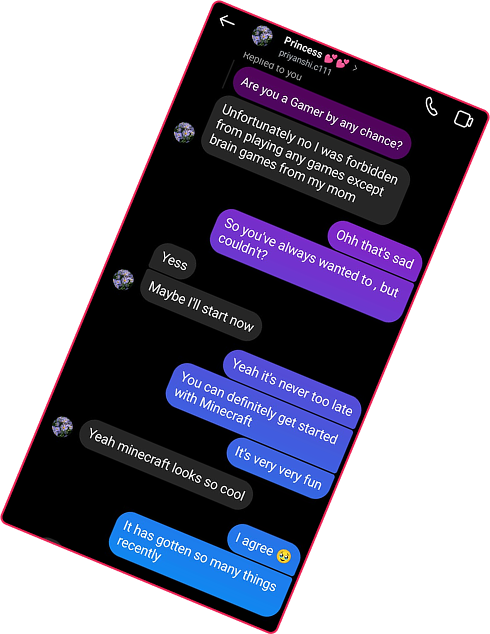 Princess 💕💕
priyanshi.c111 >
Replied to you
Are you a Gamer by any chance?
Unfortunately no I was forbidden
from playing any games except
brain games from my mom
Ohh that's sad
So you've always wanted to , but
couldn't?
Yess
Maybe I'll start now
Yeah it's never too late
You can definitely get started
with Minecraft
It's very very fun
Yeah minecraft looks so cool
I agree 🥹
It has gotten so many things
recently